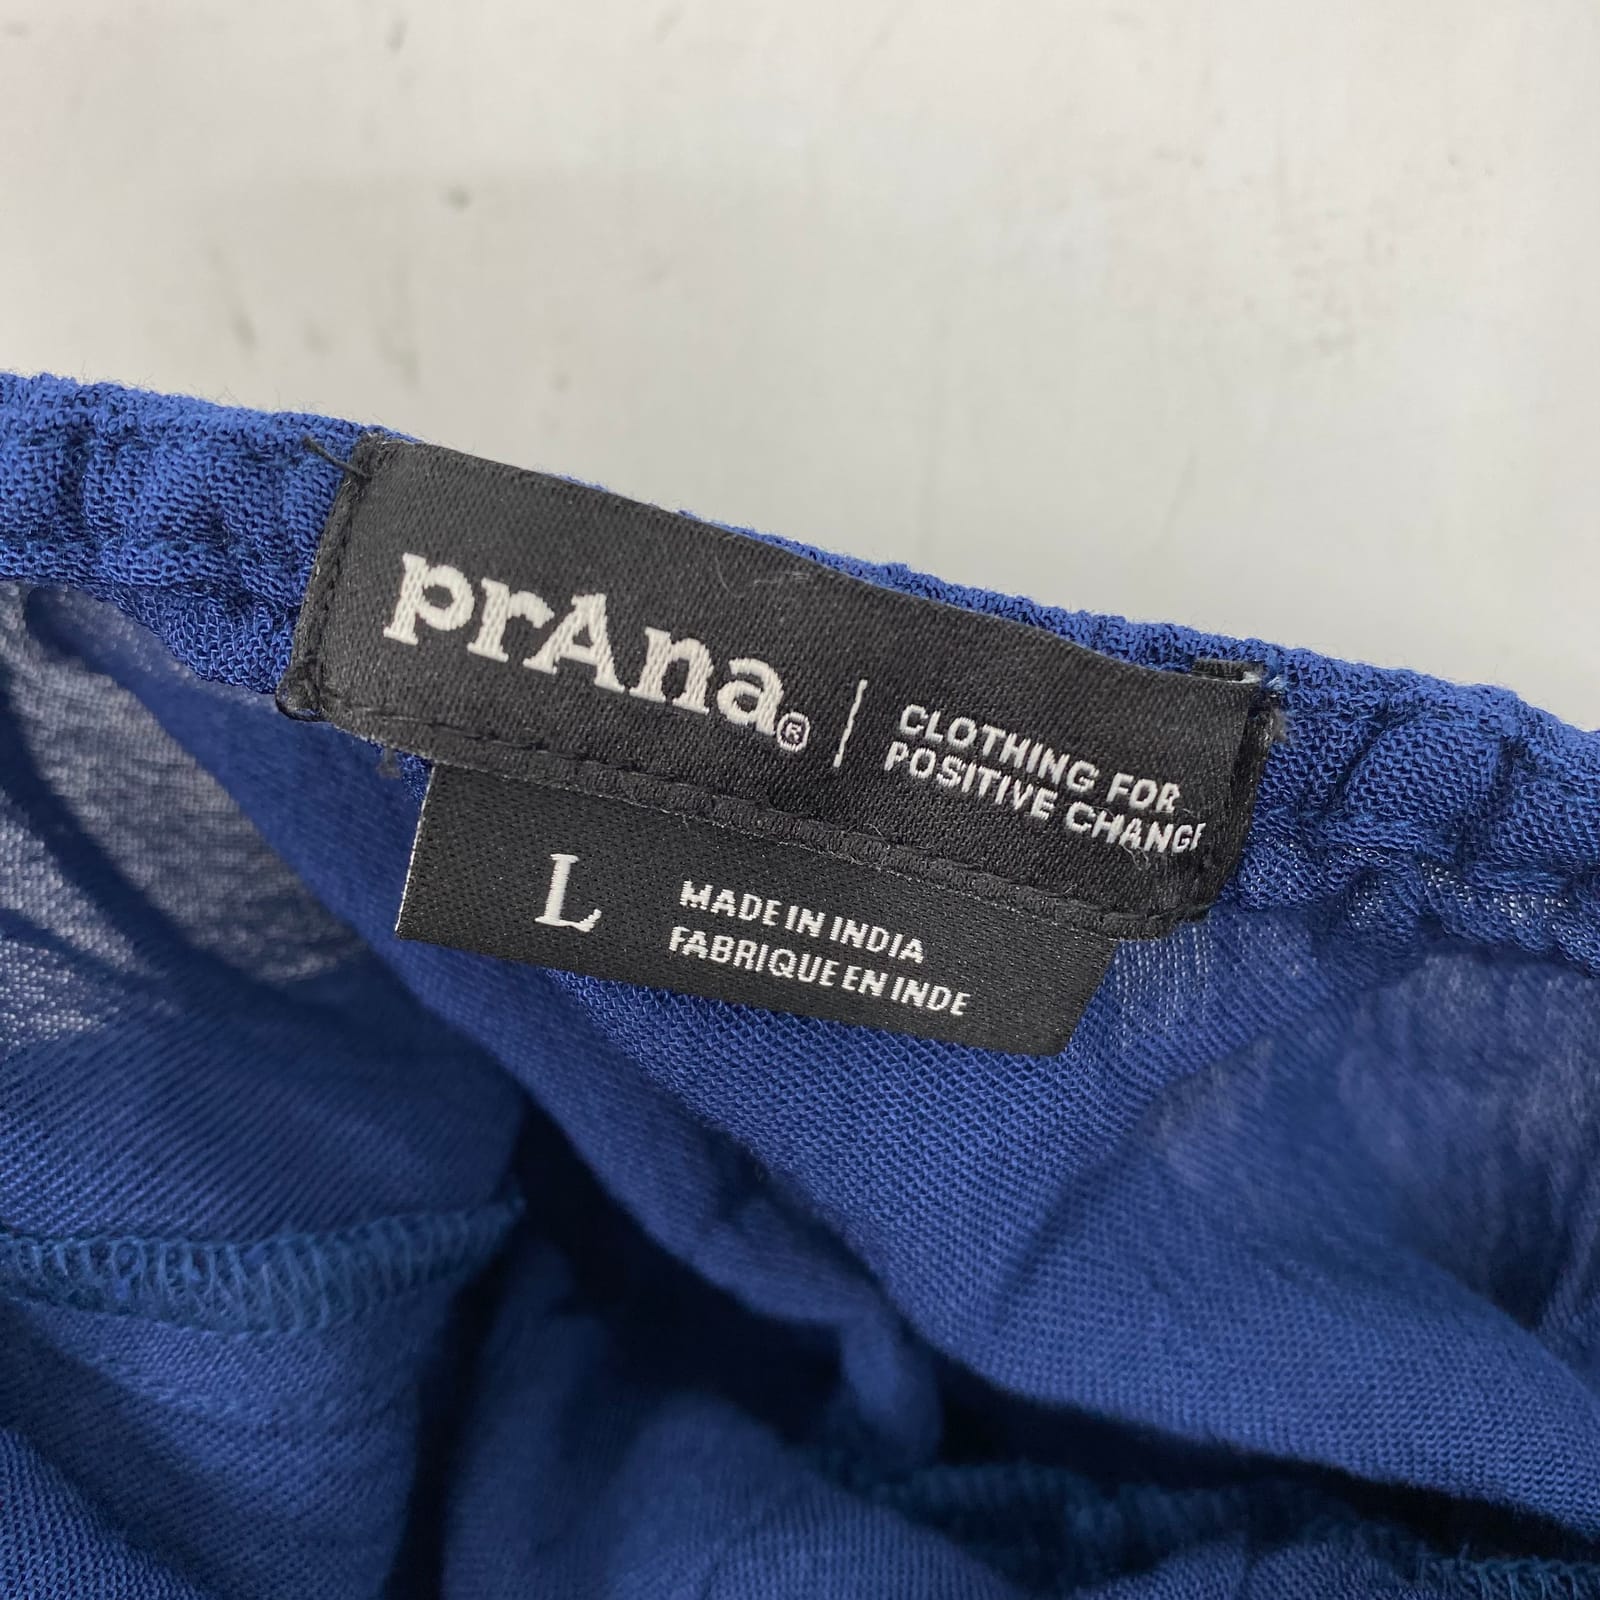 prAna®
CLOTHING FOR
POSITIVE CHANGE
L
MADE IN INDIA
FABRIQUE EN INDE